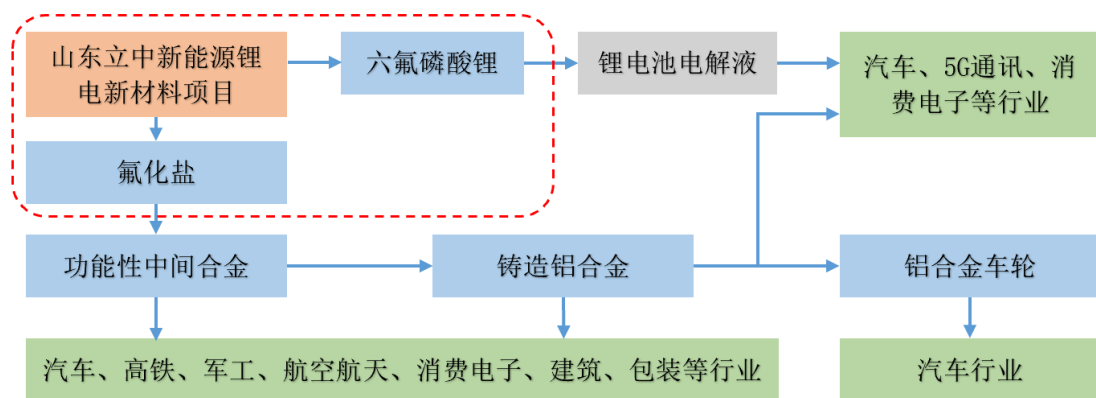 山东立中新能源锂
电新材料项目
六氟磷酸锂
锂电池电解液
汽车、5G通讯、消
费电子等行业
氟化盐
功能性中间合金
铸造铝合金
铝合金车轮
汽车、高铁、军工、航空航天、消费电子、建筑、包装等行业
汽车行业